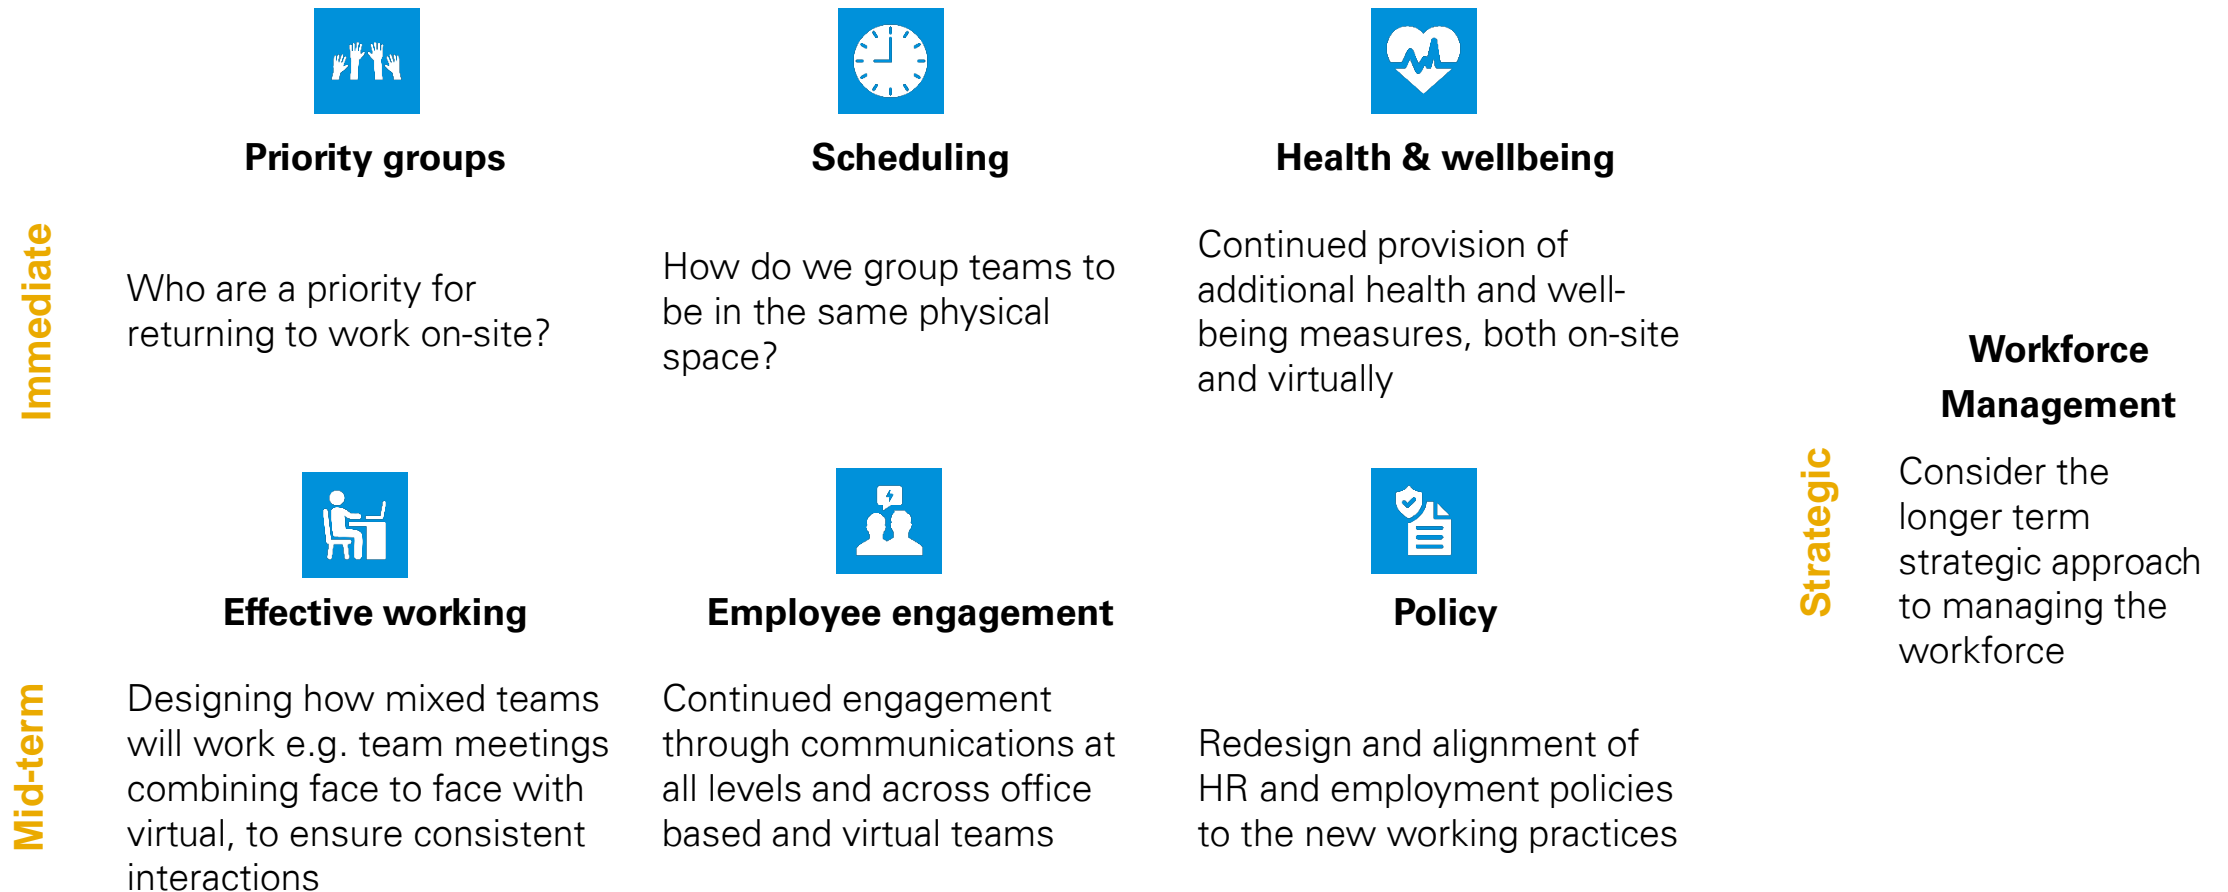 Immediate
Priority groups
Who are a priority for
returning to work on-site?
Scheduling
How do we group teams to
be in the same physical
space?
Health & wellbeing
Continued provision of
additional health and well-
being measures, both on-site
and virtually
Mid-term
Effective working
Designing how mixed teams
will work e.g. team meetings
combining face to face with
virtual, to ensure consistent
interactions
Employee engagement
Continued engagement
through communications at
all levels and across office
based and virtual teams
Policy
Redesign and alignment of
HR and employment policies
to the new working practices
Strategic
Workforce
Management
Consider the
longer term
strategic approach
to managing the
workforce